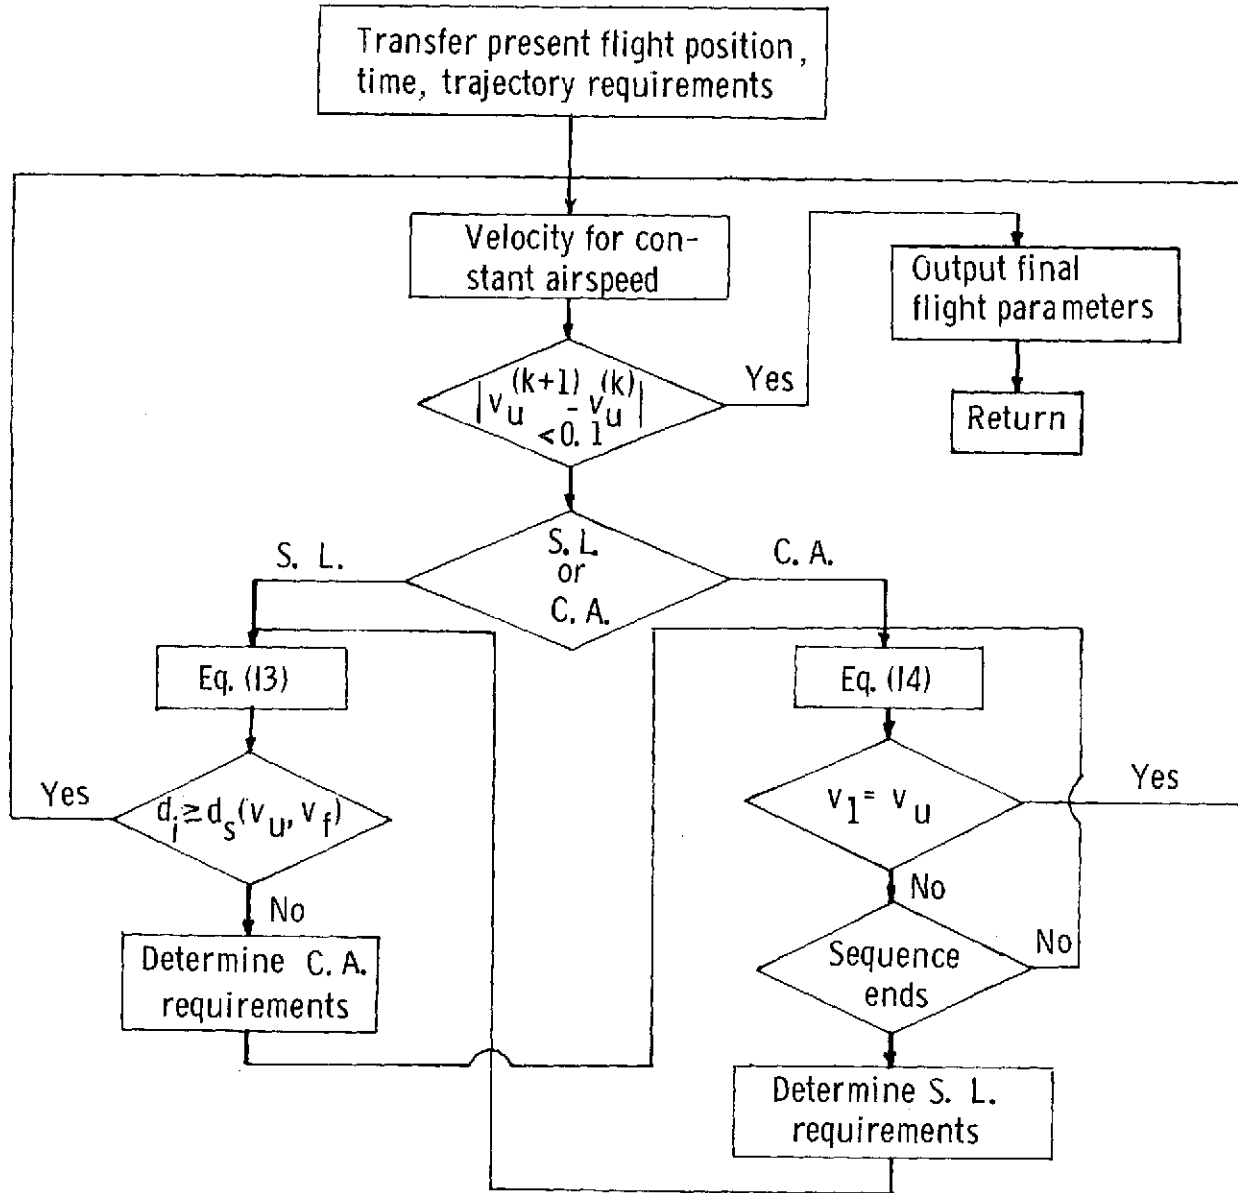 Transfer present flight position,
time, trajectory requirements
Velocity for con-
stant airspeed
Output final
flight parameters
Yes
|v_u^(k+1) - v_u^(k)|
<0.1
Return
S. L.
S. L.
or
C. A.
C. A.
Eq. (13)
Eq. (14)
Yes
d_i ≥ d_s(v_u, v_f)
v_1 = v_u
Yes
No
No
Determine C. A.
requirements
Sequence
ends
No
Determine S. L.
requirements